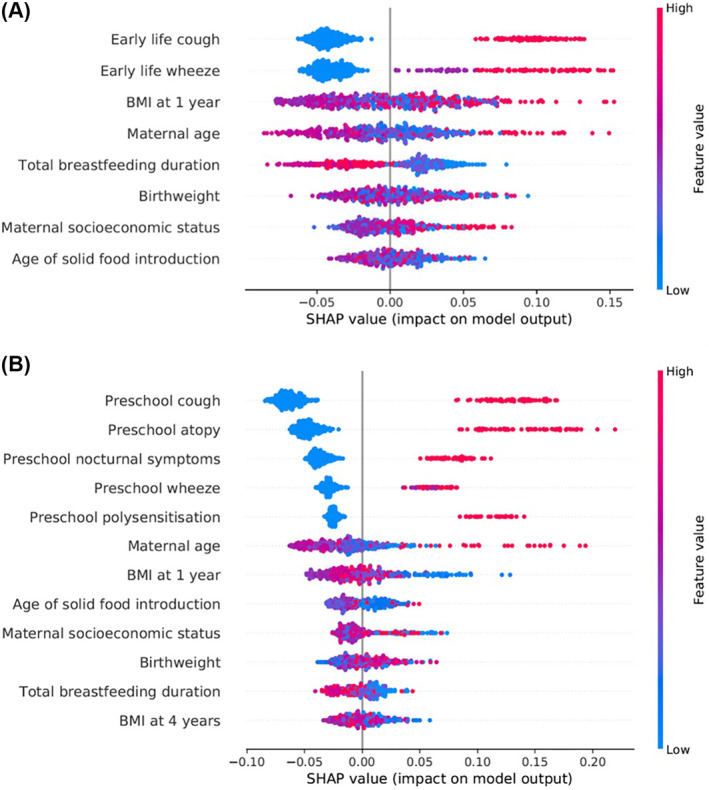 (A)
High
Early life cough
Early life wheeze
BMI at 1 year
Maternal age
Total breastfeeding duration
Birthweight
Maternal socioeconomic status
Age of solid food introduction
Feature value
Low
−0.05 0.00 0.05 0.10 0.15
SHAP value (impact on model output)
(B)
High
Preschool cough
Preschool atopy
Preschool nocturnal symptoms
Preschool wheeze
Preschool polysensitisation
Maternal age
BMI at 1 year
Age of solid food introduction
Maternal socioeconomic status
Birthweight
Total breastfeeding duration
BMI at 4 years
Feature value
Low
−0.10 −0.05 0.00 0.05 0.10 0.15 0.20
SHAP value (impact on model output)